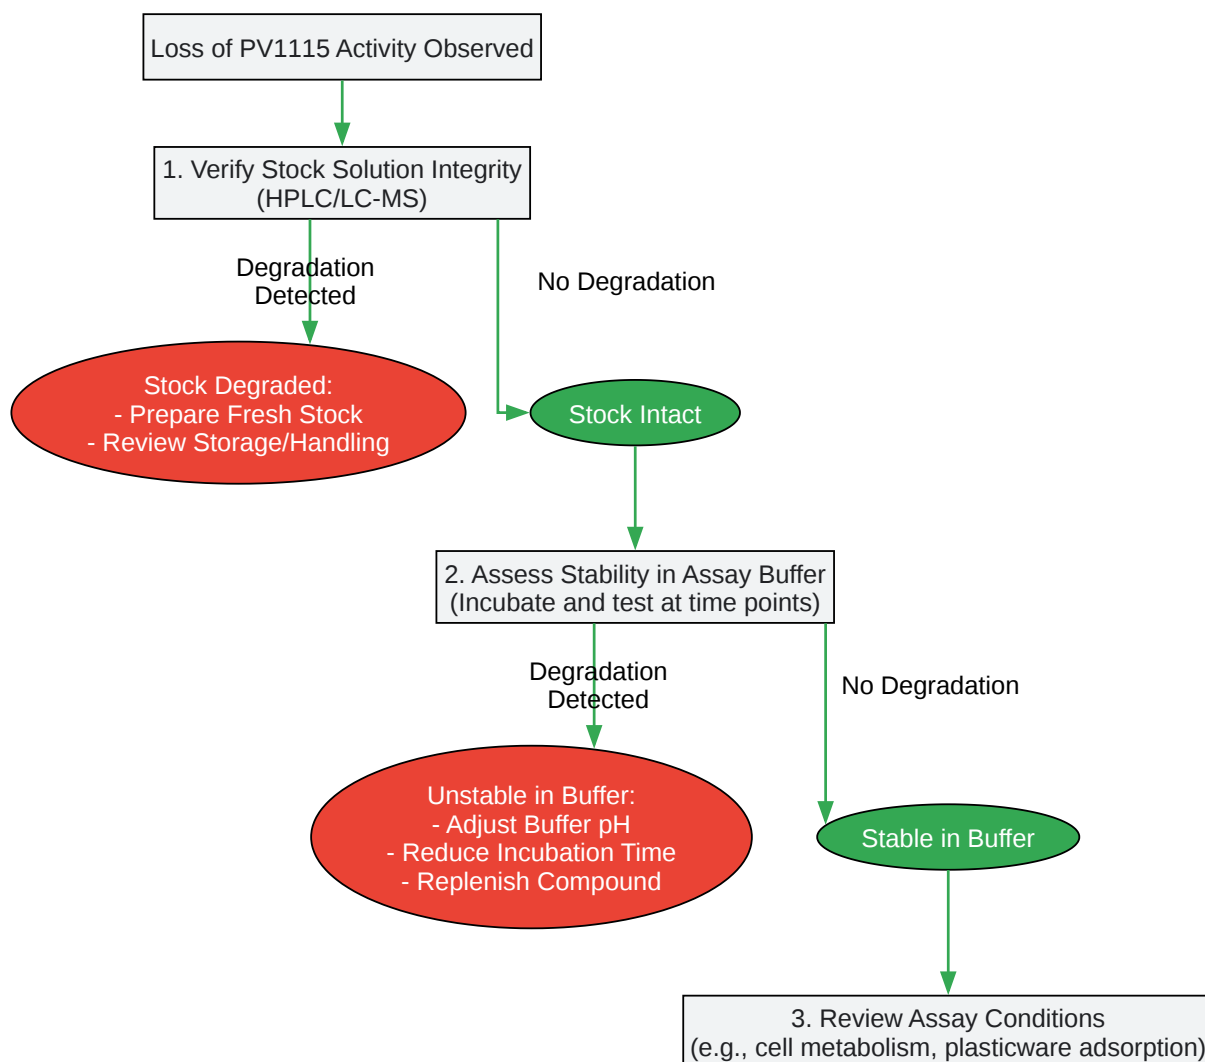 Loss of PV1115 Activity Observed
1. Verify Stock Solution Integrity
(HPLC/LC-MS)
Degradation
Detected
No Degradation
Stock Degraded:
- Prepare Fresh Stock
- Review Storage/Handling
Stock Intact
2. Assess Stability in Assay Buffer
(Incubate and test at time points)
Degradation
Detected
No Degradation
Unstable in Buffer:
- Adjust Buffer pH
- Reduce Incubation Time
- Replenish Compound
Stable in Buffer
3. Review Assay Conditions
(e.g., cell metabolism, plasticware adsorption)